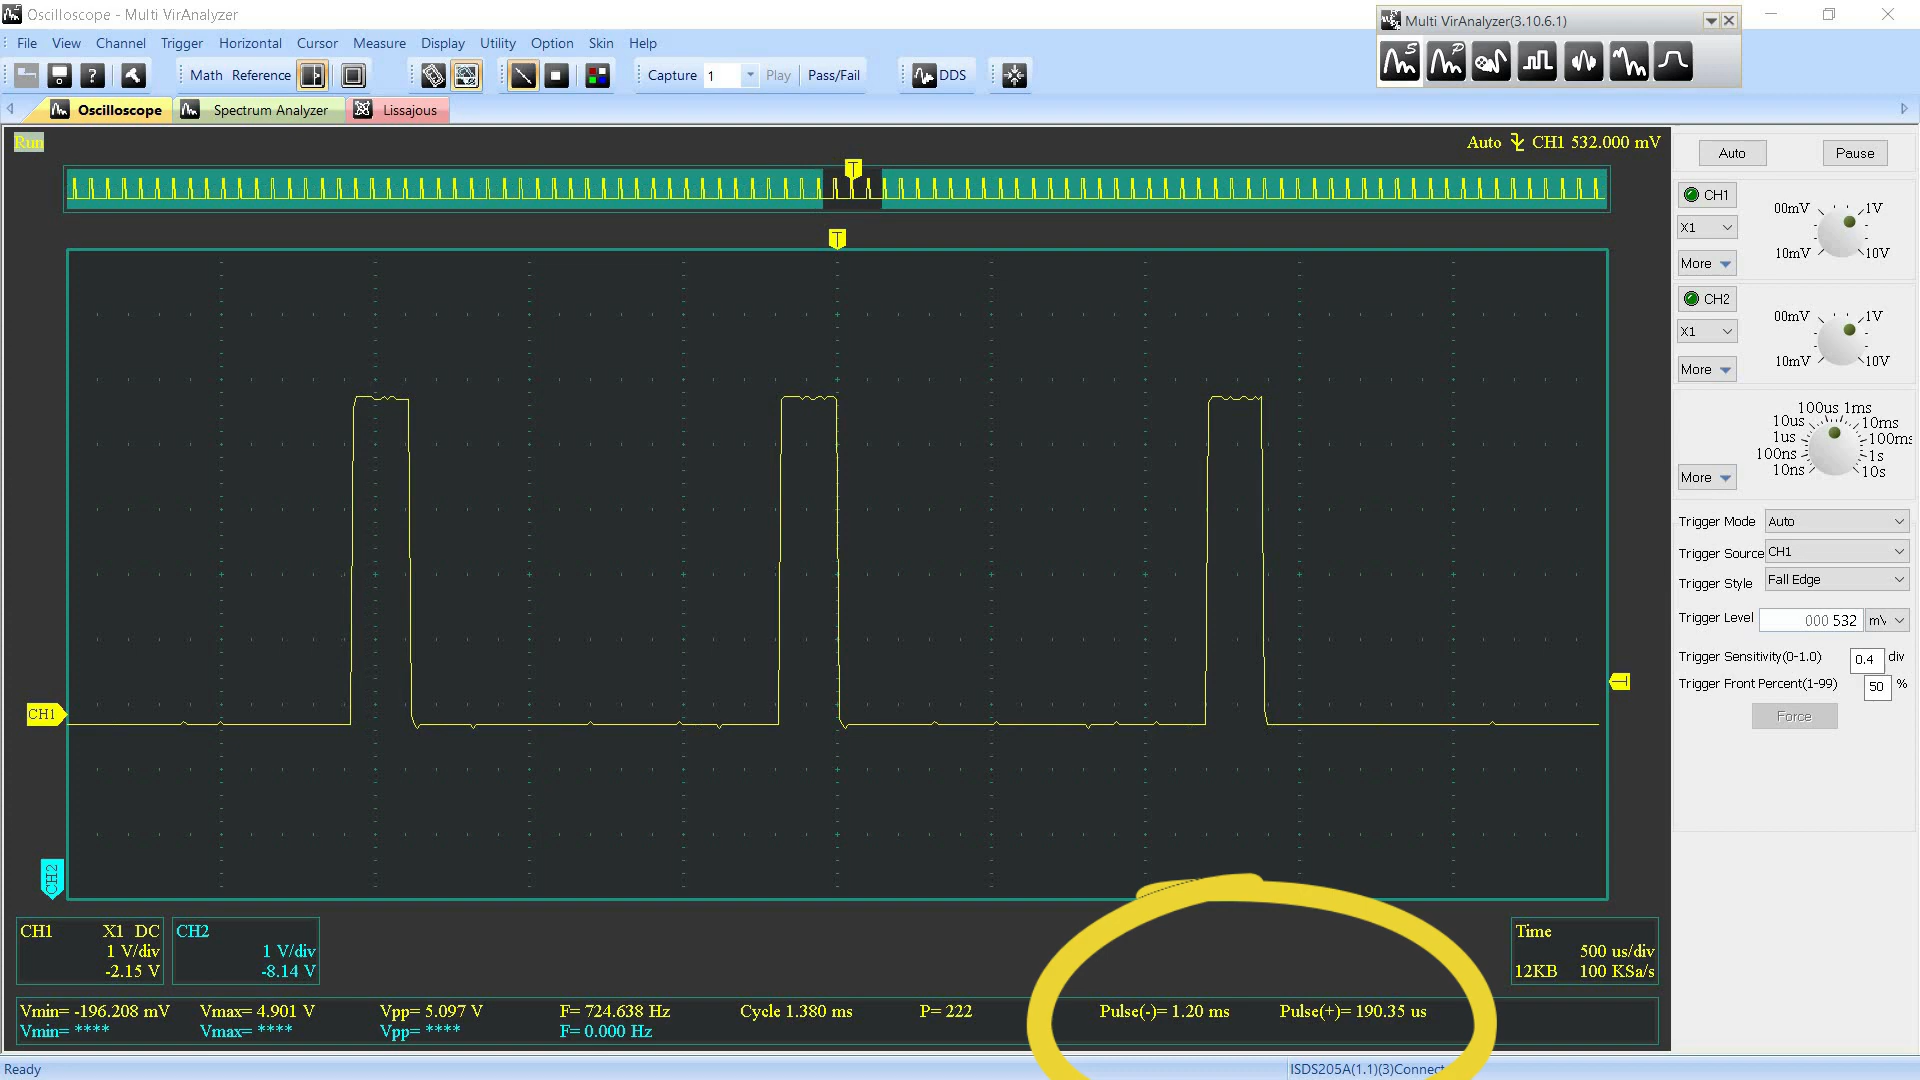 Oscilloscope - Multi VirAnalyzer
Multi VirAnalyzer(3.10.6.1)
File View Channel Trigger Horizontal Cursor Measure Display Utility Option Skin Help
Math Reference Capture 1 Play Pass/Fail DDS
Oscilloscope Spectrum Analyzer Lissajous
Run
Auto CH1 532.000 mV
T
T
Auto Pause
CH1
X1
More
00mV 1V
10mV 10V
CH2
X1
More
00mV 1V
10mV 10V
100us 1ms
10us 10ms
1us 100ms
100ns 1s
10ns 10s
More
Trigger Mode Auto
Trigger Source CH1
Trigger Style Fall Edge
Trigger Level 000 532 mV
Trigger Sensitivity(0-1.0) 0.4 div
Trigger Front Percent(1-99) 50 %
Force
CH1
CH2
CH1 X1 DC
1 V/div
-2.15 V
CH2
1 V/div
-8.14 V
Time
500 us/div
12KB 100 KSa/s
Vmin= -196.208 mV Vmax= 4.901 V Vpp= 5.097 V F= 724.638 Hz Cycle 1.380 ms P= 222 Pulse(-)= 1.20 ms Pulse(+)= 190.35 us
Vmin= **** Vmax= **** Vpp= **** F= 0.000 Hz
Ready
ISDS205A(1.1)(3)Connect